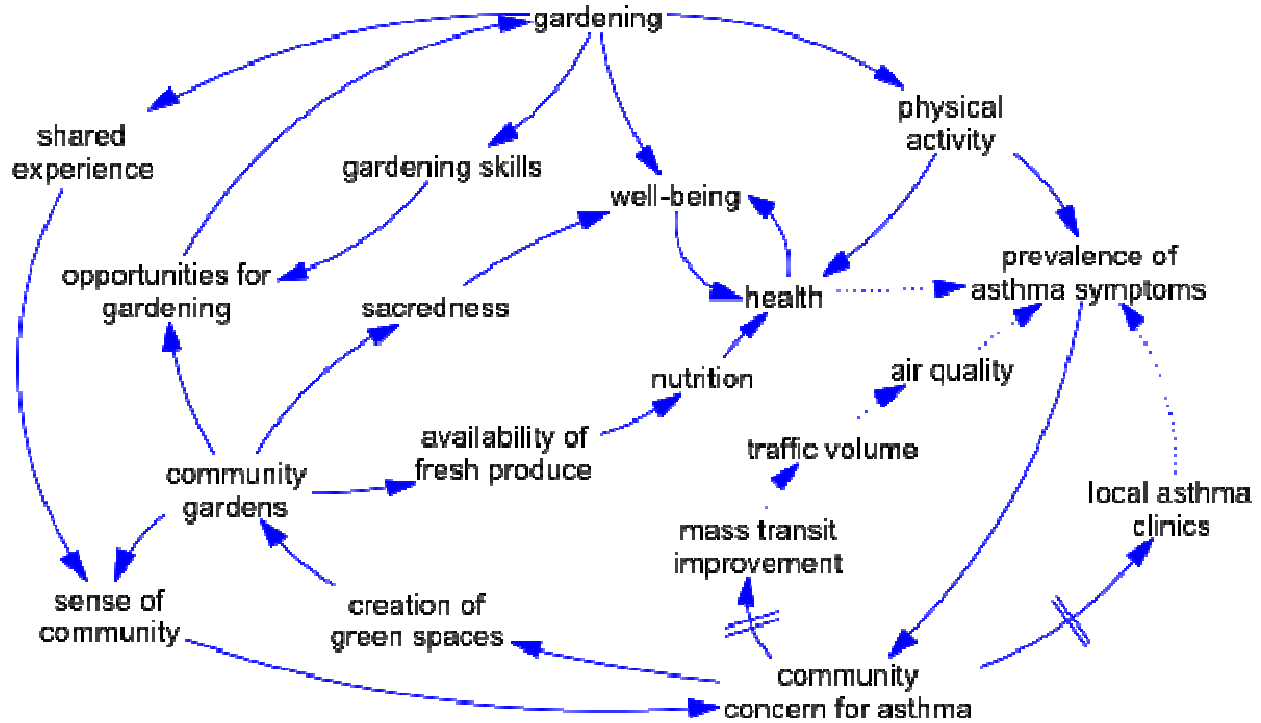 gardening
physical
activity
shared
experience
gardening skills
well-being
prevalence of
asthma symptoms
opportunities for
gardening
sacredness
health
nutrition
air quality
availability of
fresh produce
traffic volume
community
gardens
local asthma
clinics
mass transit
improvement
sense of
community
creation of
green spaces
community
concern for asthma